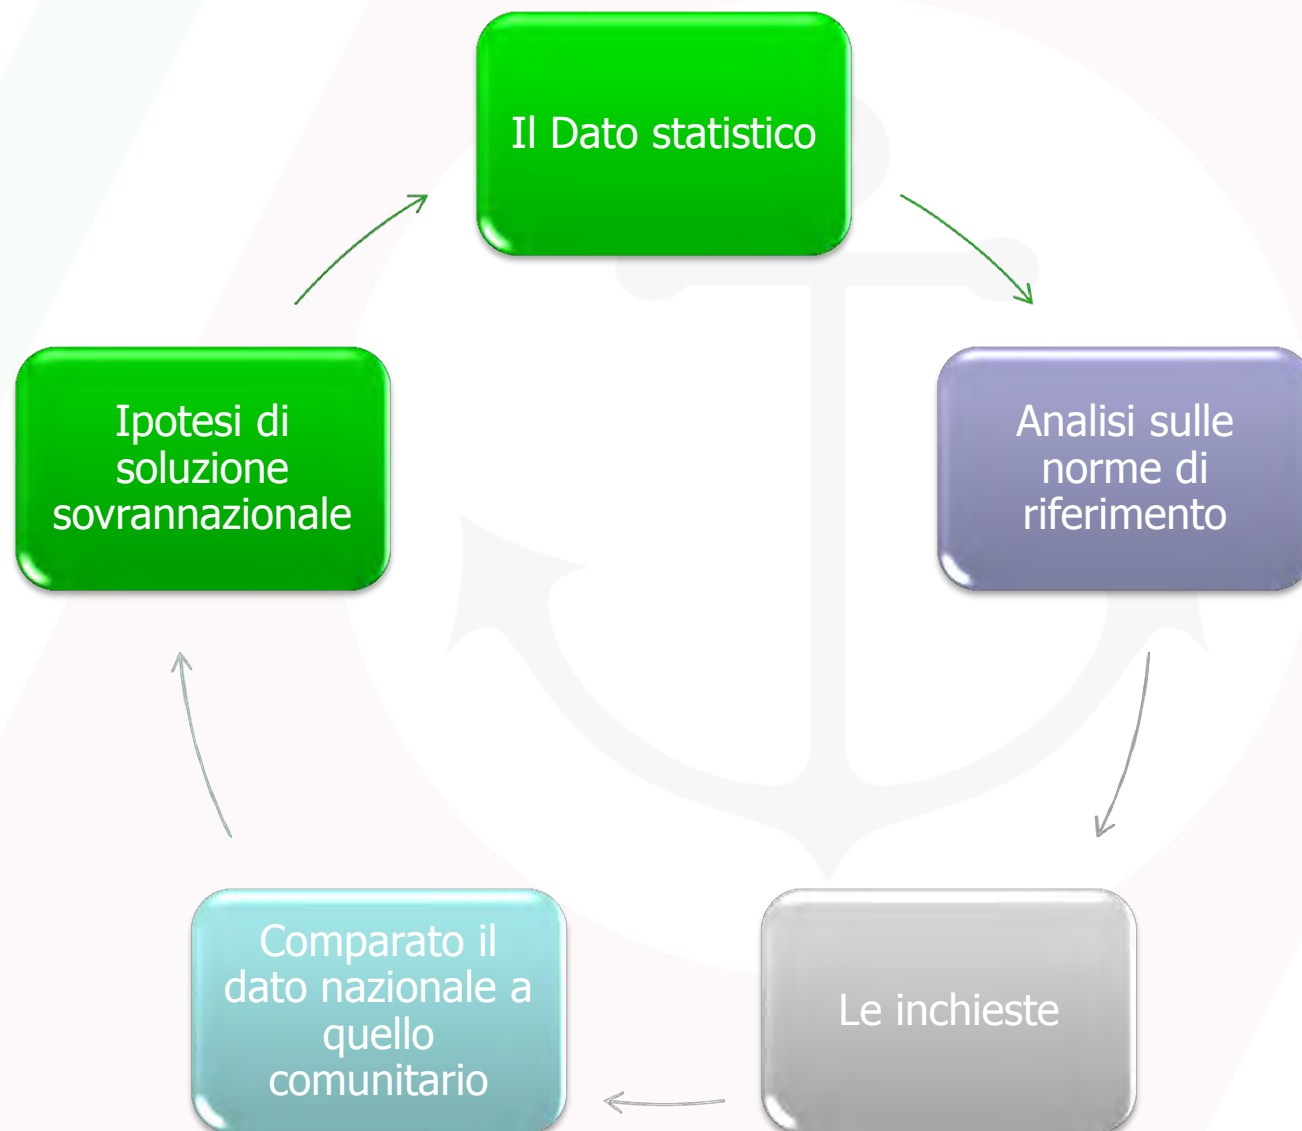 Il Dato statistico
Analisi sulle
norme di
riferimento
Le inchieste
Comparato il
dato nazionale a
quello
comunitario
Ipotesi di
soluzione
sovrannazionale